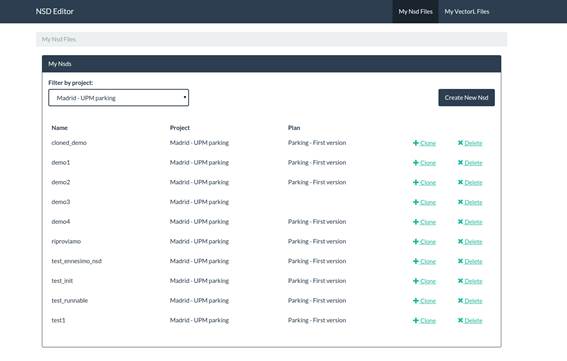 NSD Editor My Nsd Files My VectorL Files
My Nsd Files
My Nsds
Filter by project:
Madrid - UPM parking Create New Nsd
Name Project Plan
cloned_demo Madrid - UPM parking Parking - First version Clone Delete
demo1 Madrid - UPM parking Parking - First version Clone Delete
demo2 Madrid - UPM parking Parking - First version Clone Delete
demo3 Madrid - UPM parking Clone Delete
demo4 Madrid - UPM parking Parking - First version Clone Delete
riproviamo Madrid - UPM parking Parking - First version Clone Delete
test_ennesimo_nsd Madrid - UPM parking Parking - First version Clone Delete
test_init Madrid - UPM parking Parking - First version Clone Delete
test_runnable Madrid - UPM parking Parking - First version Clone Delete
test1 Madrid - UPM parking Parking - First version Clone Delete